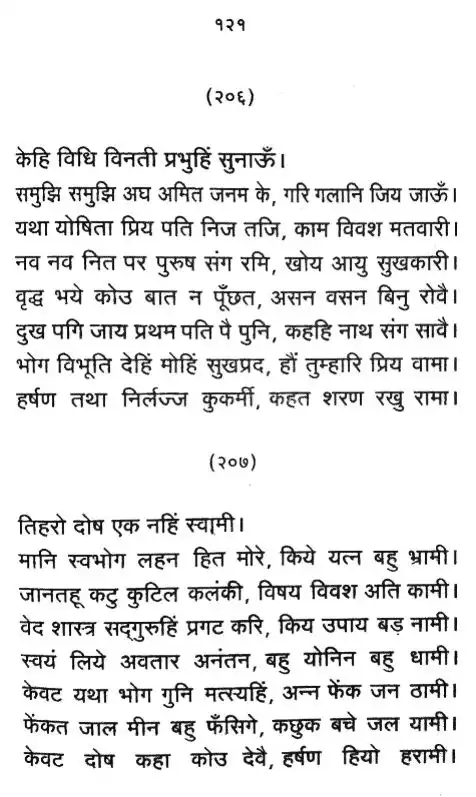 १२१
(२०६)
केहि विधि विनती प्रभुहिं सुनाऊँ।
समुझि समुझि अघ अमित जनम के, गरि गलानि जिय जाऊँ।
यथा योषिता प्रिय पति निज तजि, काम विवश मतवारी।
नव नव नित पर पुरुष संग रमि, खोय आयु सुखकारी।
वृद्ध भये कोउ बात न पूँछत, असन वसन बिनु रोवै।
दुख पगि जाय प्रथम पति पै पुनि, कहहि नाथ संग सावै।
भोग विभूति देहिं मोहिं सुखप्रद, हौं तुम्हारि प्रिय वामा।
हर्षण तथा निर्लज्ज कुकर्मी, कहत शरण रखु रामा।
(२०७)
तिहरो दोष एक नहिं स्वामी।
मानि स्वभोग लहन हित मोरे, किये यत्न बहु भ्रामी।
जानतहू कटु कुटिल कलंकी, विषय विवश अति कामी।
वेद शास्त्र सद्गुरुहिं प्रगट करि, किय उपाय बड़ नामी।
स्वयं लिये अवतार अनंतन, बहु योनिन बहु धामी।
केवट यथा भोग गुनि मत्स्यहिं, अन्न फेंक जन ठामी।
फेंकत जाल मीन बहु फँसिगे, कछुक बचे जल यामी।
केवट दोष कहा कोउ देवै, हर्षण हियो हरामी।